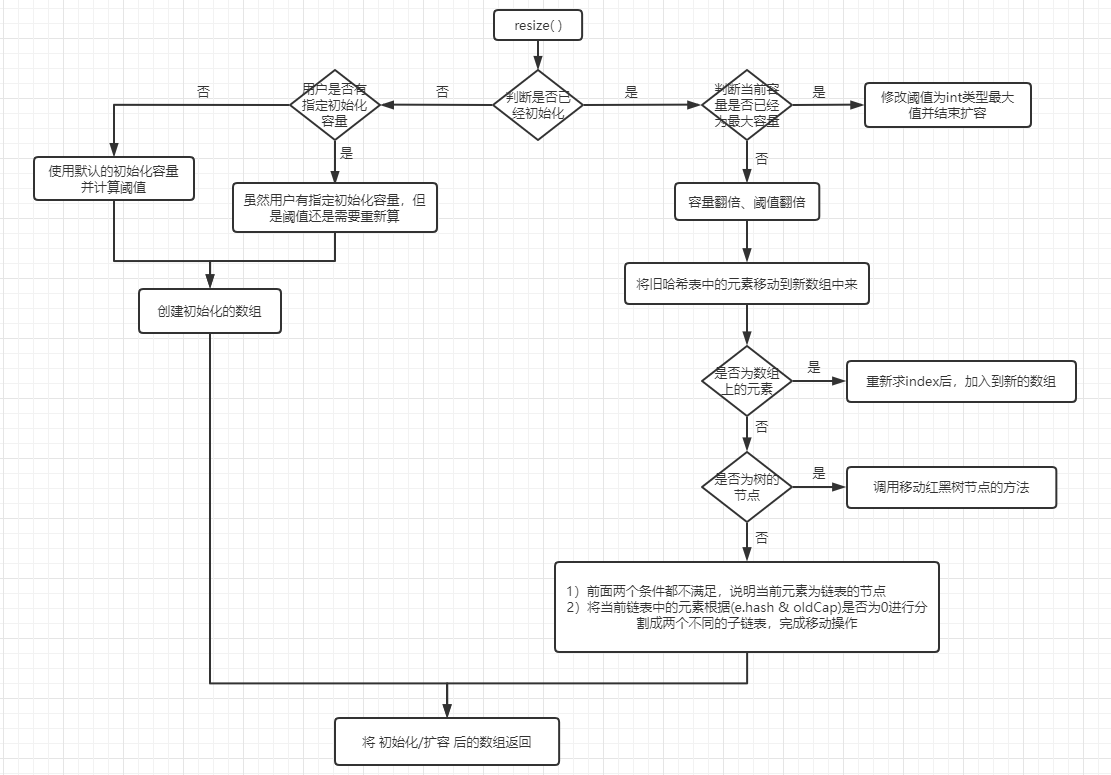 resize( )
判断是否已
经初始化
否
是
用户是否有
指定初始化
容量
否
是
使用默认的初始化容量
并计算阈值
虽然用户有指定初始化容量，但
是阈值还是需要重新算
创建初始化的数组
判断当前容
量是否已经
为最大容量
是
修改阈值为int类型最大
值并结束扩容
否
容量翻倍、阈值翻倍
将旧哈希表中的元素移动到新数组中来
是否为数组
上的元素
是
重新求index后，加入到新的数组
否
是否为树的
节点
是
调用移动红黑树节点的方法
否
1）前面两个条件都不满足，说明当前元素为链表的节点
2）将当前链表中的元素根据(e.hash & oldCap)是否为0进行分
割成两个不同的子链表，完成移动操作
将 初始化/扩容 后的数组返回